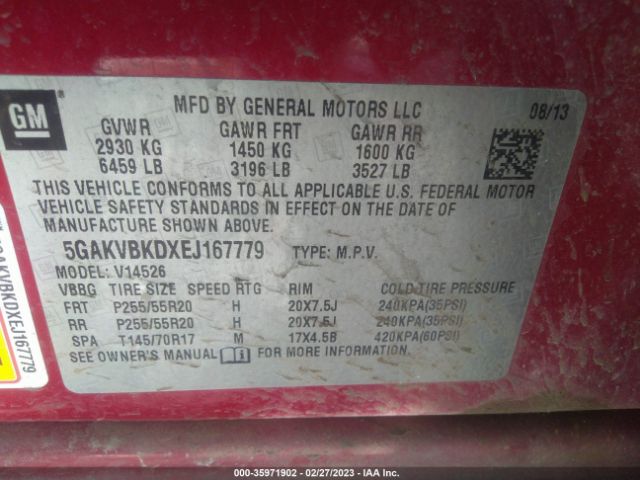 GM
MFD BY GENERAL MOTORS LLC 08/13
GVWR GAWR FRT GAWR RR
2930 KG 1450 KG 1600 KG
6459 LB 3196 LB 3527 LB
THIS VEHICLE CONFORMS TO ALL APPLICABLE U.S. FEDERAL MOTOR
VEHICLE SAFETY STANDARDS IN EFFECT ON THE DATE OF
MANUFACTURE SHOWN ABOVE.
5GAKVBKDXEJ167779 TYPE: M.P.V.
MODEL: V14526
VBBG TIRE SIZE SPEED RTG RIM COLD TIRE PRESSURE
FRT P255/55R20 H 20X7.5J 240KPA(35PSI)
RR P255/55R20 H 20X7.5J 240KPA(35PSI)
SPA T145/70R17 M 17X4.5B 420KPA(60PSI)
SEE OWNER'S MANUAL FOR MORE INFORMATION.
GAKVBKDXEJ167779
000-35971902 - 02/27/2023 - IAA Inc.